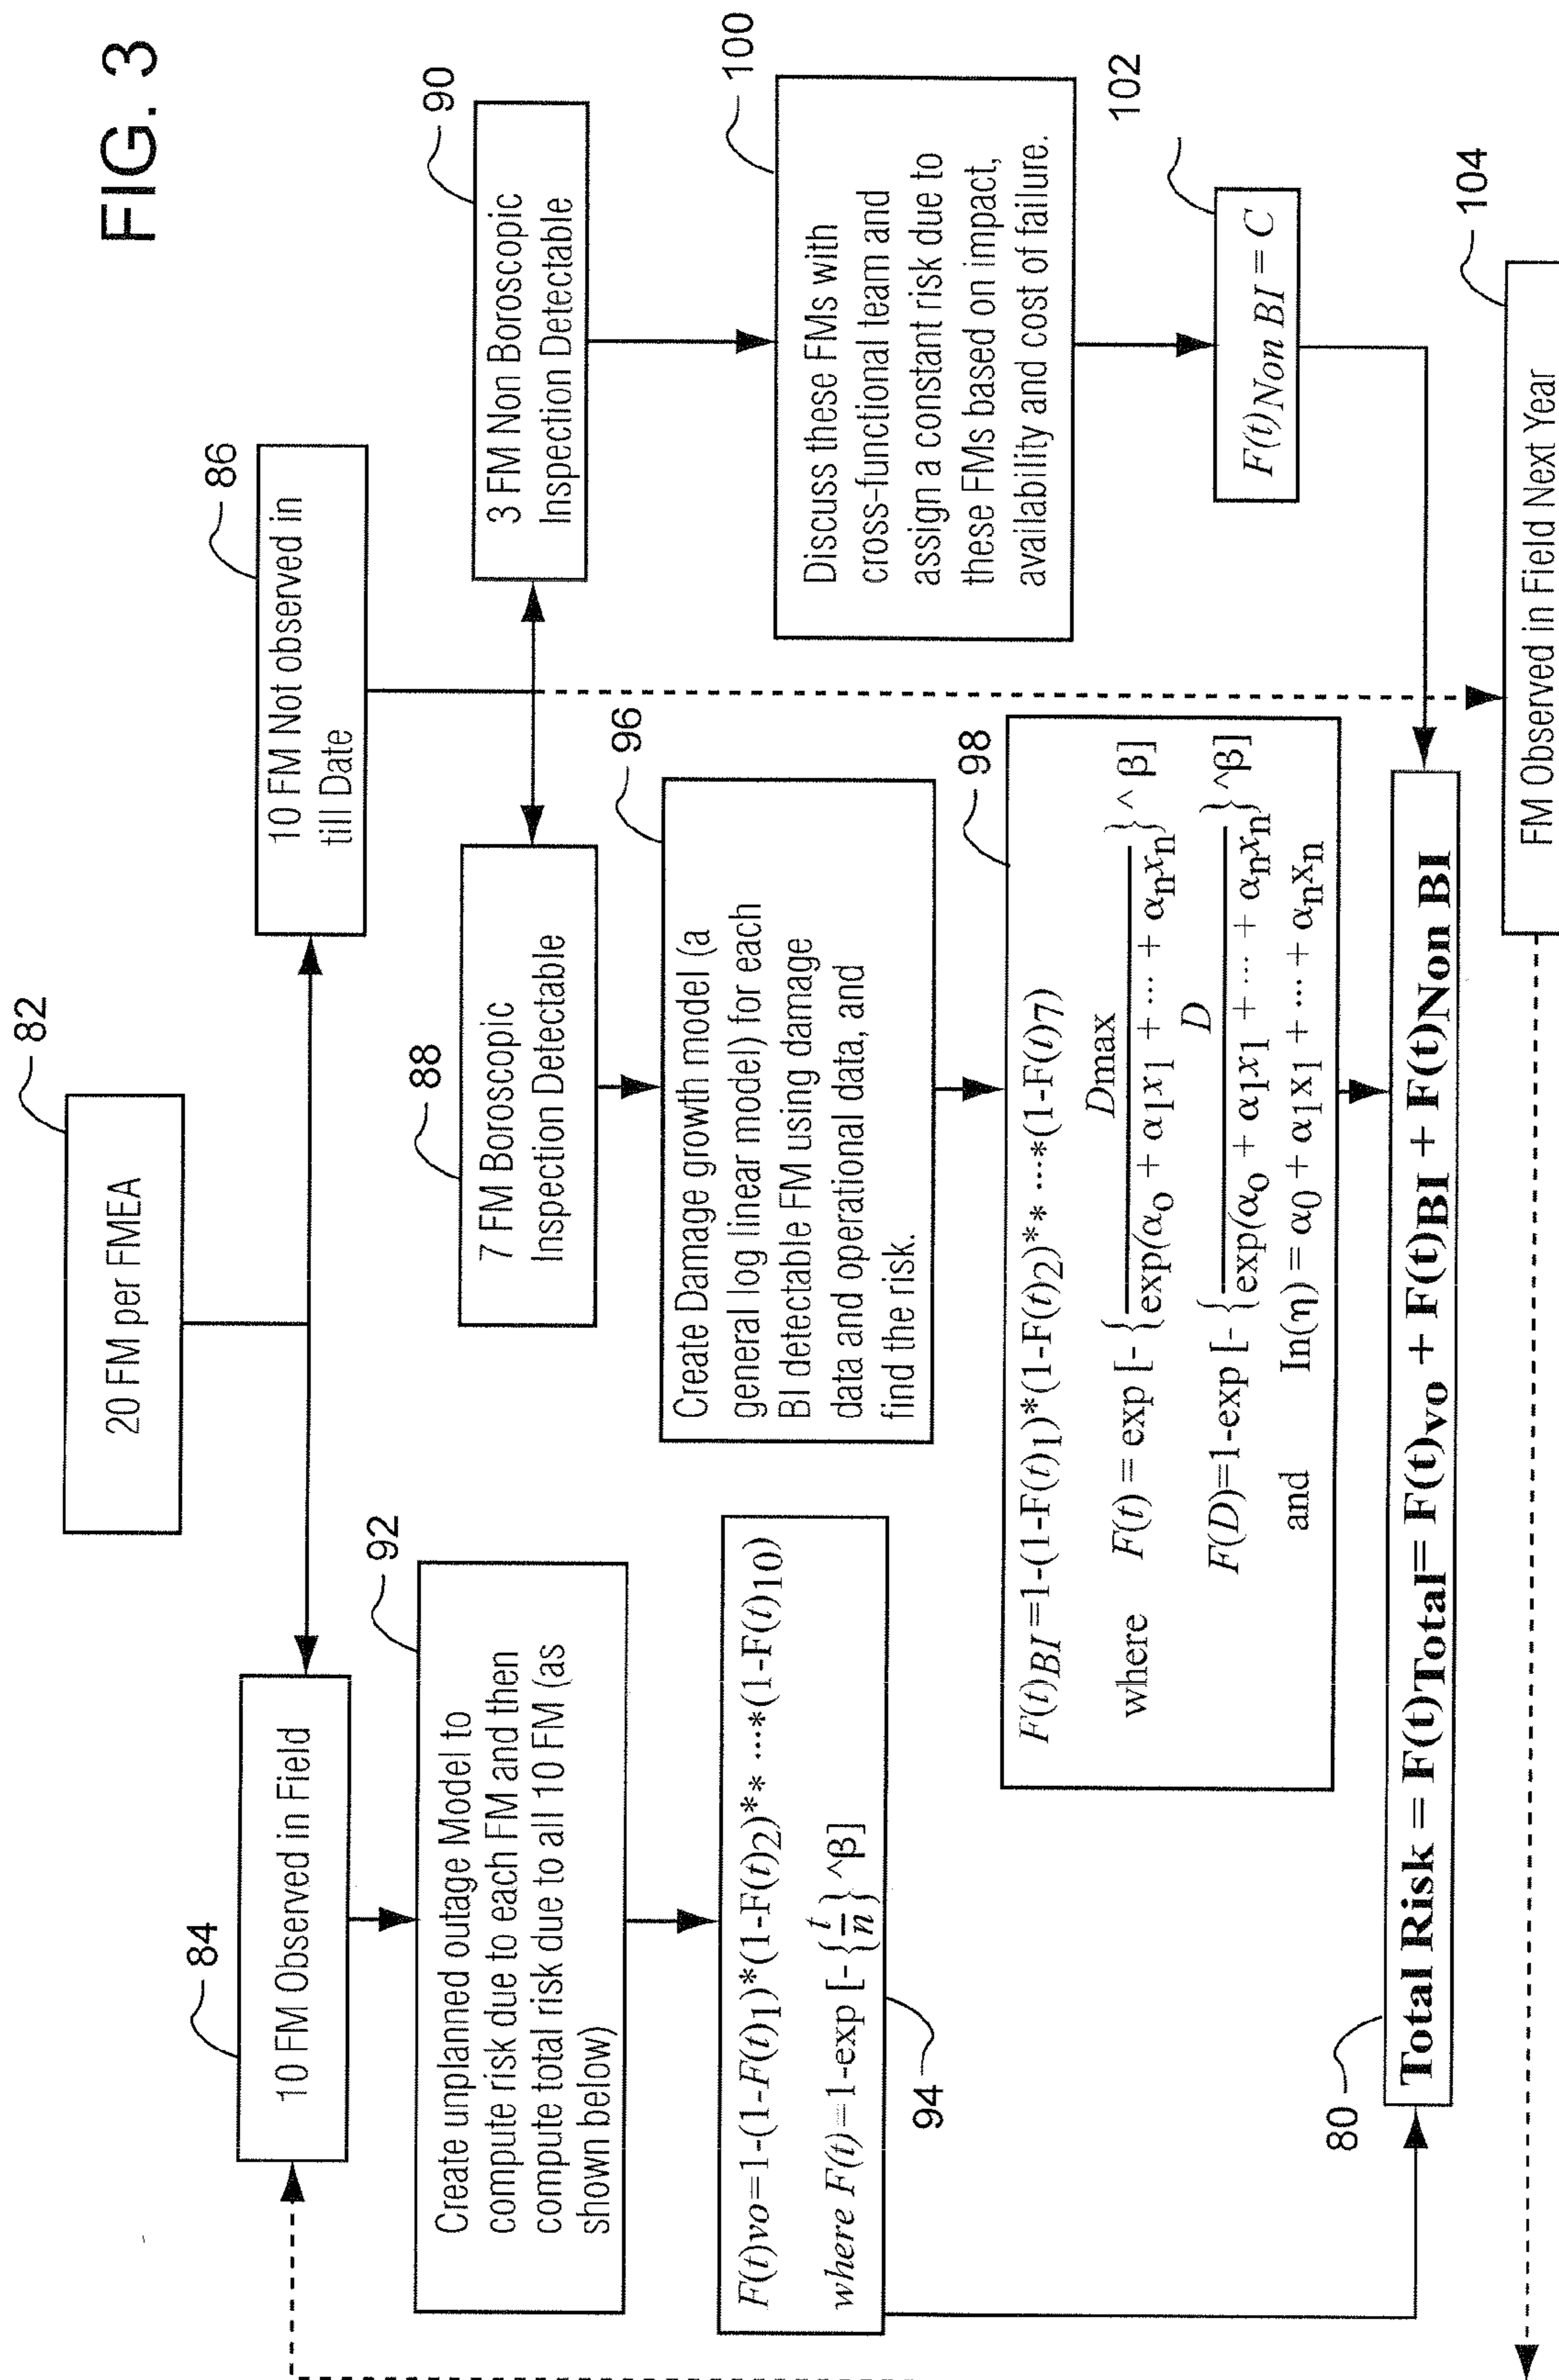 FIG. 3
82
20 FM per FMEA
84
10 FM Observed in Field
86
10 FM Not observed in
till Date
88
7 FM Boroscopic
Inspection Detectable
90
3 FM Non Boroscopic
Inspection Detectable
92
Create unplanned outage Model to
compute risk due to each FM and then
compute total risk due to all 10 FM (as
shown below)
96
Create Damage growth model (a
general log linear model) for each
BI detectable FM using damage
data and operational data, and
find the risk.
100
Discuss these FMs with
cross-functional team and
assign a constant risk due to
these FMs based on impact,
availability and cost of failure.
F(t)vo=1-(1-F(t)1)*(1-F(t)2)** ...*(1-F(t)10)
where F(t)=1-exp [-{t/n}^β]
94
98
F(t)BI=1-(1-F(t)1)*(1-F(t)2)** ...*(1-F(t)7)
where F(t) = exp [-{Dmax/exp(αo + α1x1 + ... + αnxn)}^ β]
F(D)=1-exp [-{D/exp(αo + α1x1 + ... + αnxn)}^β]
and In(η) = α0 + α1x1 + ... + αnxn
102
F(t)Non BI = C
80
Total Risk = F(t)Total= F(t)vo + F(t)BI + F(t)Non BI
104
FM Observed in Field Next Year